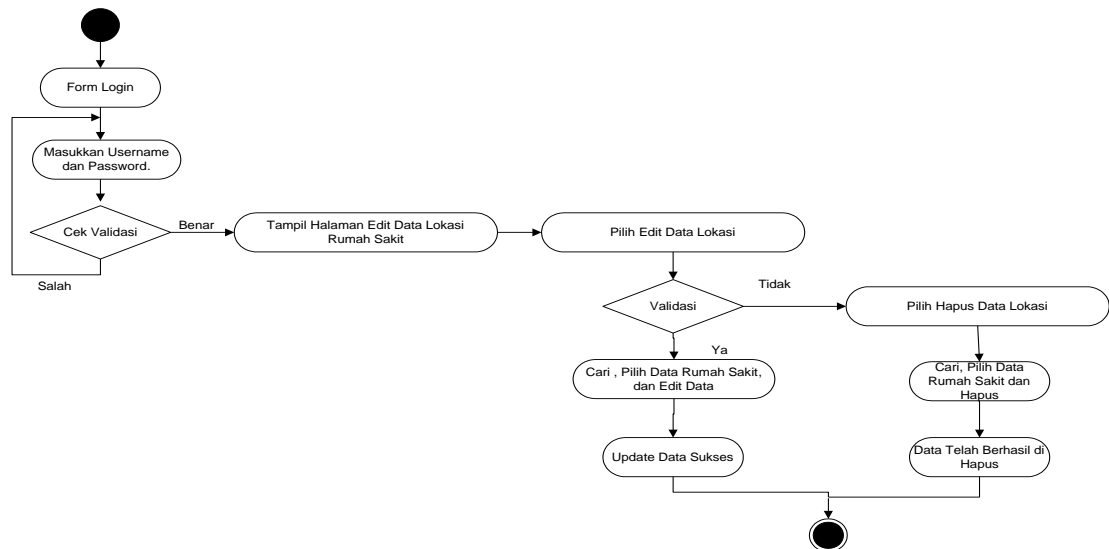 Form Login
Masukkan Username
dan Password.
Cek Validasi
Benar
Salah
Tampil Halaman Edit Data Lokasi
Rumah Sakit
Pilih Edit Data Lokasi
Validasi
Tidak
Ya
Pilih Hapus Data Lokasi
Cari , Pilih Data Rumah Sakit,
dan Edit Data
Cari, Pilih Data
Rumah Sakit dan
Hapus
Update Data Sukses
Data Telah Berhasil di
Hapus